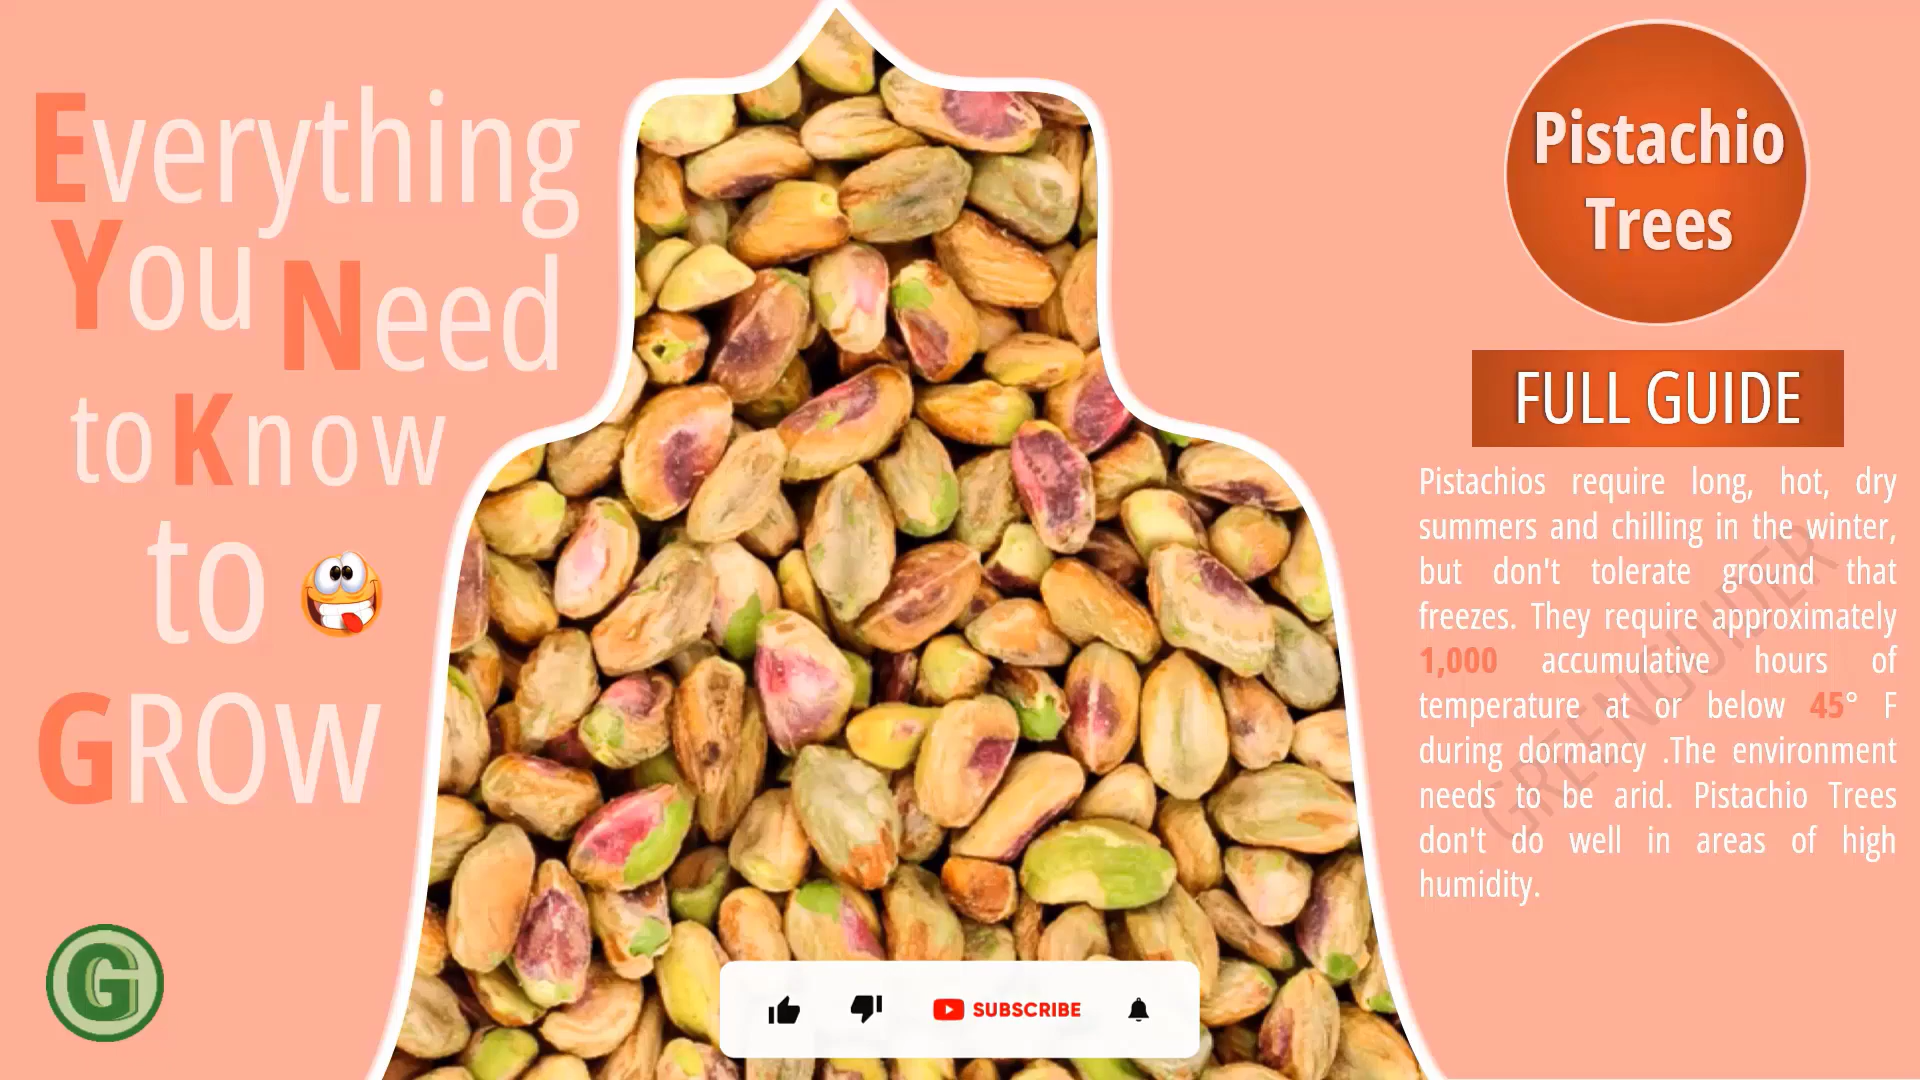 Everything
You Need
to Know
to
GROW
G
Pistachio
Trees
FULL GUIDE
Pistachios require long, hot, dry
summers and chilling in the winter,
but don't tolerate ground that
freezes. They require approximately
1,000 accumulative hours of
temperature at or below 45° F
during dormancy .The environment
needs to be arid. Pistachio Trees
don't do well in areas of high
humidity.
GREENGUIDER
SUBSCRIBE